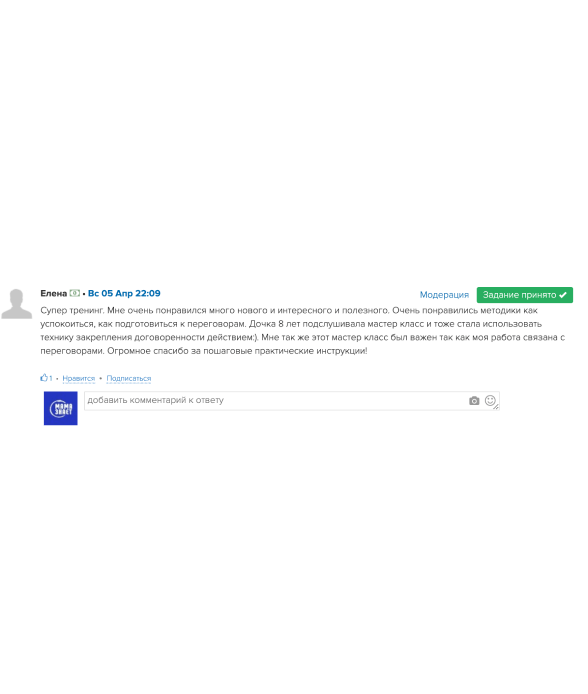 Елена • Вс 05 Апр 22:09
Модерация
Задание принято
Супер тренинг. Мне очень понравился много нового и интересного и полезного. Очень понравились методики как
успокоиться, как подготовиться к переговорам. Дочка 8 лет подслушивала мастер класс и тоже стала использовать
технику закрепления договоренности действием:). Мне так же этот мастер класс был важен так как моя работа связана с
переговорами. Огромное спасибо за пошаговые практические инструкции!
1 • Нравится • Подписаться
МАМА
ЗНАЕТ
добавить комментарий к ответу